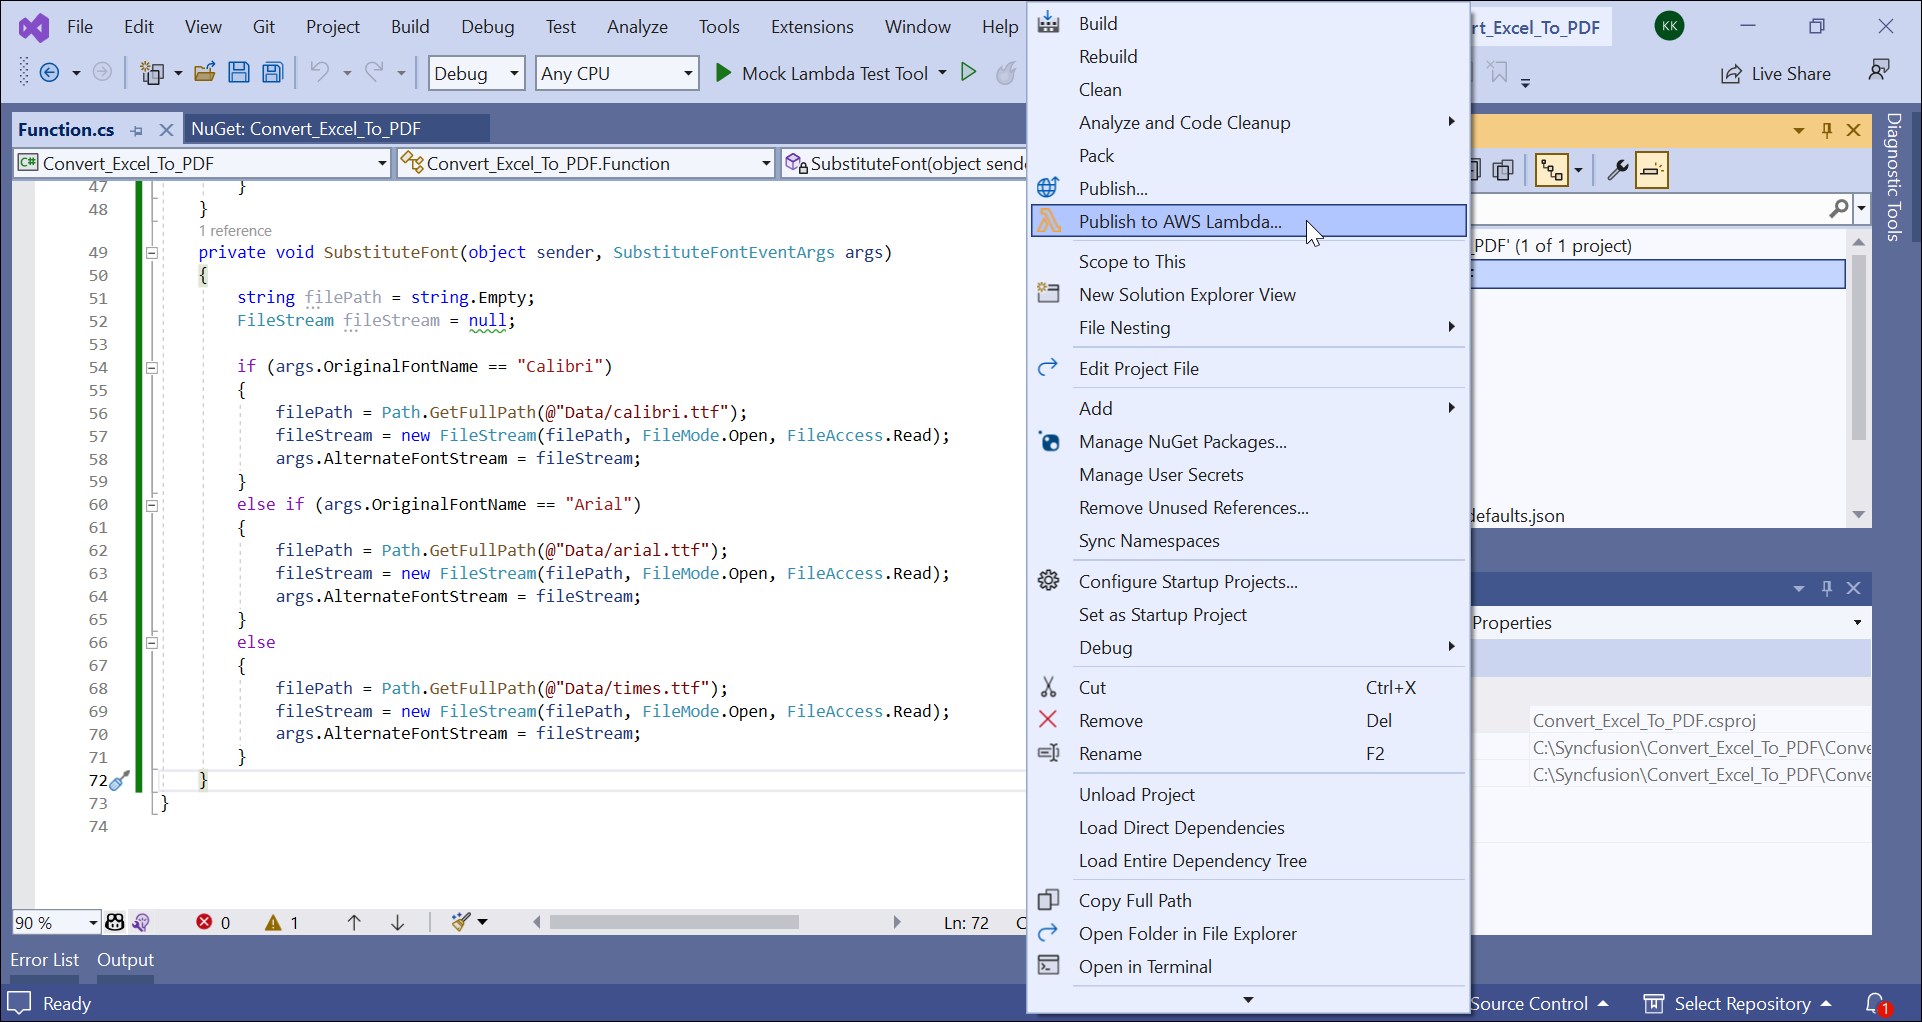 File Edit View Git Project Build Debug Test Analyze Tools Extensions Window Help
rt_Excel_To_PDF
KK
Debug Any CPU Mock Lambda Test Tool
Live Share
Function.cs NuGet: Convert_Excel_To_PDF
C# Convert_Excel_To_PDF Convert_Excel_To_PDF.Function SubstituteFont(object sende
47 }
48 }
1 reference
49 private void SubstituteFont(object sender, SubstituteFontEventArgs args)
50 {
51 string filePath = string.Empty;
52 FileStream fileStream = null;
53
54 if (args.OriginalFontName == "Calibri")
55 {
56 filePath = Path.GetFullPath(@"Data/calibri.ttf");
57 fileStream = new FileStream(filePath, FileMode.Open, FileAccess.Read);
58 args.AlternateFontStream = fileStream;
59 }
60 else if (args.OriginalFontName == "Arial")
61 {
62 filePath = Path.GetFullPath(@"Data/arial.ttf");
63 fileStream = new FileStream(filePath, FileMode.Open, FileAccess.Read);
64 args.AlternateFontStream = fileStream;
65 }
66 else
67 {
68 filePath = Path.GetFullPath(@"Data/times.ttf");
69 fileStream = new FileStream(filePath, FileMode.Open, FileAccess.Read);
70 args.AlternateFontStream = fileStream;
71 }
72 }
73 }
74
90 % 0 1 Ln: 72 C
Error List Output
Ready
Build
Rebuild
Clean
Analyze and Code Cleanup
Pack
Publish...
Publish to AWS Lambda...
Scope to This
New Solution Explorer View
File Nesting
Edit Project File
Add
Manage NuGet Packages...
Manage User Secrets
Remove Unused References...
Sync Namespaces
Configure Startup Projects...
Set as Startup Project
Debug
Cut Ctrl+X
Remove Del
Rename F2
Unload Project
Load Direct Dependencies
Load Entire Dependency Tree
Copy Full Path
Open Folder in File Explorer
Open in Terminal
Diagnostic Tools
_PDF' (1 of 1 project)
defaults.json
Properties
Convert_Excel_To_PDF.csproj
C:\Syncfusion\Convert_Excel_To_PDF\Conve
C:\Syncfusion\Convert_Excel_To_PDF\Conve
Source Control Select Repository 1